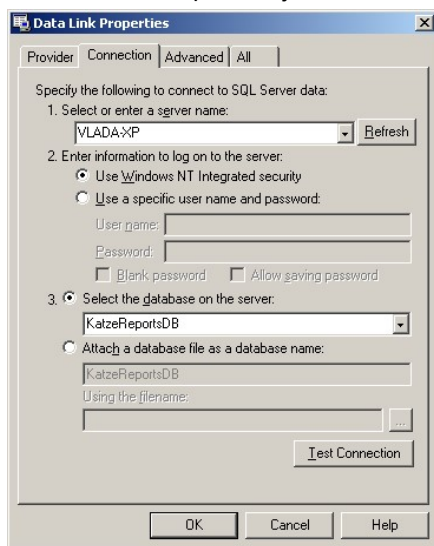 Data Link Properties
Provider Connection Advanced All
Specify the following to connect to SQL Server data:
1. Select or enter a server name:
VLADA-XP Refresh
2. Enter information to log on to the server:
Use Windows NT Integrated security
Use a specific user name and password:
User name:
Password:
Blank password Allow saving password
3. Select the database on the server:
KatzeReportsDB
Attach a database file as a database name:
KatzeReportsDB
Using the filename:
...
Test Connection
OK Cancel Help